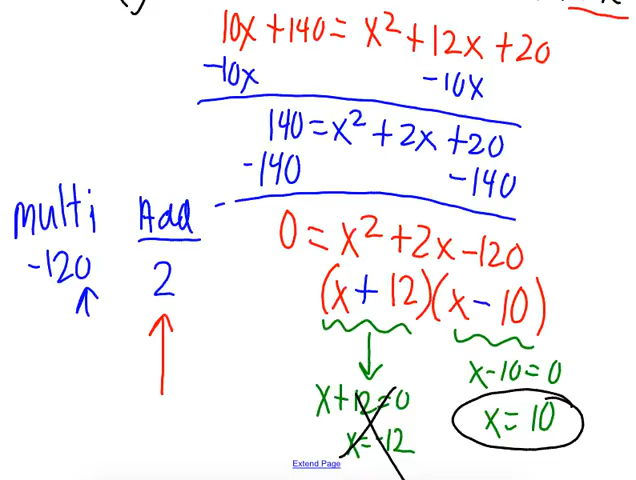 10x + 140 = x² + 12x + 20
-10x -10x
140 = x² + 2x + 20
-140 -140
multi Add
0 = x² + 2x - 120
-120 2
(x + 12)(x - 10)
x - 10 = 0
x + 12 = 0
x = 10
x = -12
Extend Page